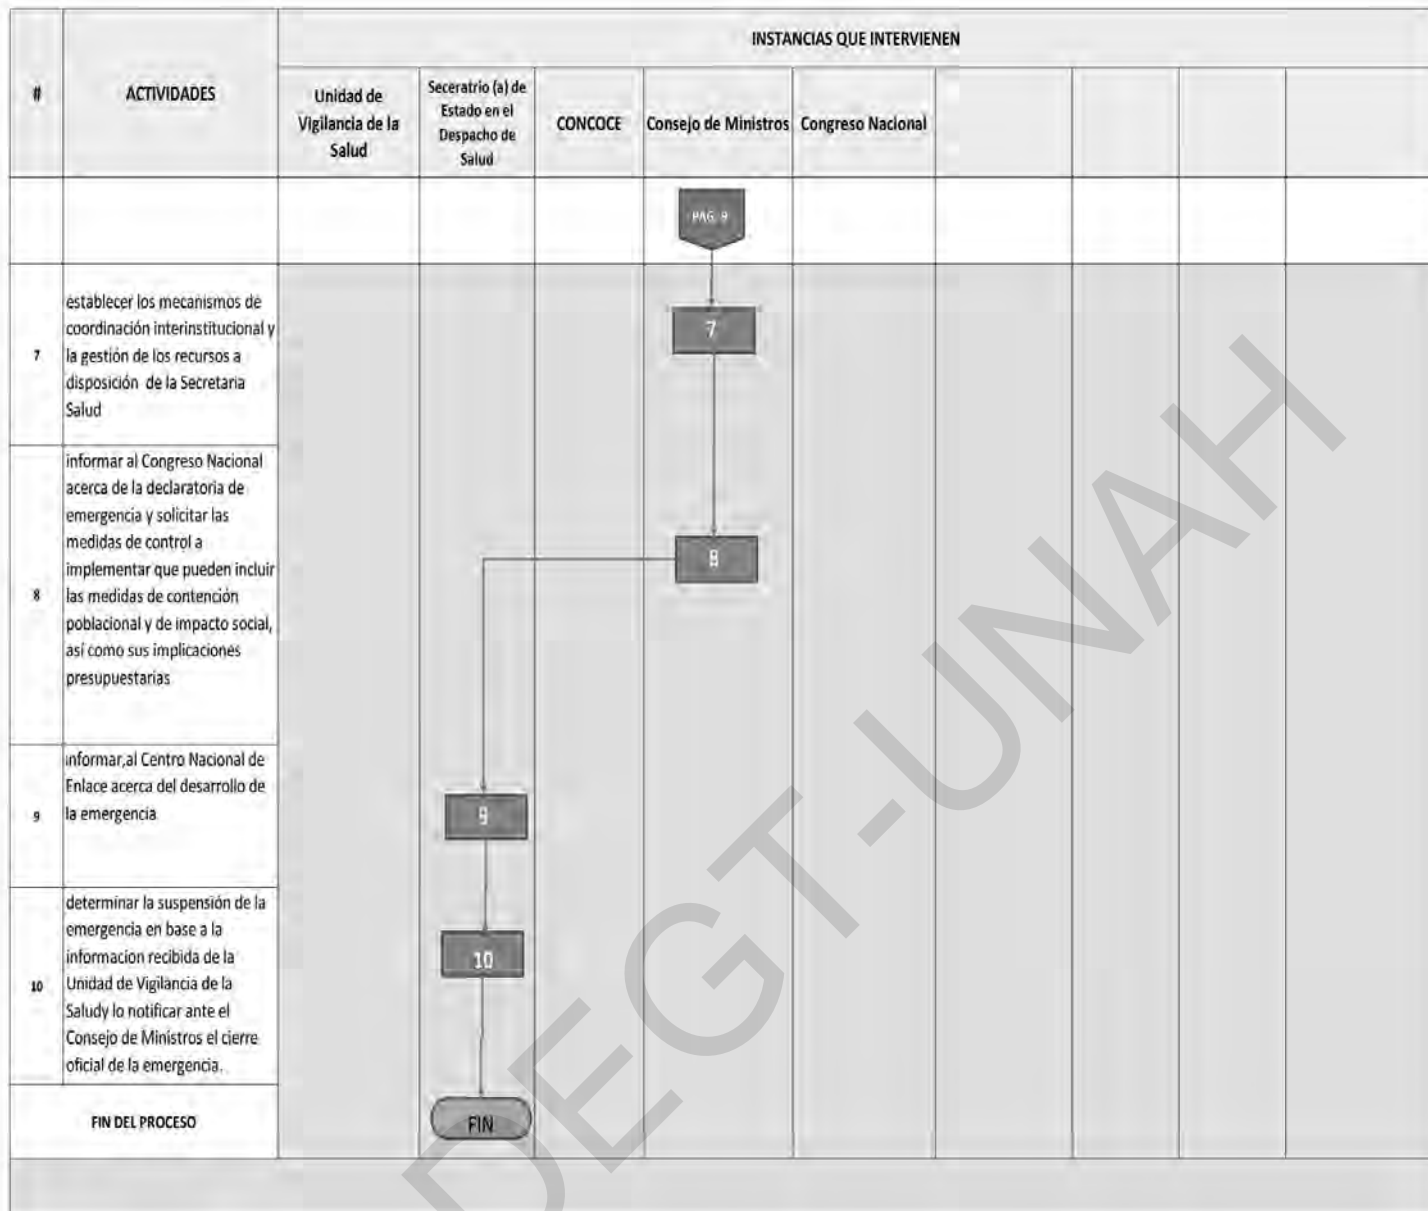 INSTANCIAS QUE INTERVIENEN
#
ACTIVIDADES
Unidad de
Vigilancia de la
Salud
Seceratrio (a) de
Estado en el
Despacho de
Salud
CONCOCE
Consejo de Ministros
Congreso Nacional
PAG. 9
7
establecer los mecanismos de
coordinación interinstitucional y
la gestión de los recursos a
disposición de la Secretaria
Salud
7
8
informar al Congreso Nacional
acerca de la declaratoria de
emergencia y solicitar las
medidas de control a
implementar que pueden incluir
las medidas de contención
poblacional y de impacto social,
así como sus implicaciones
presupuestarias
8
9
informar,al Centro Nacional de
Enlace acerca del desarrollo de
la emergencia
9
10
determinar la suspensión de la
emergencia en base a la
informacion recibida de la
Unidad de Vigilancia de la
Saludy lo notificar ante el
Consejo de Ministros el cierre
oficial de la emergencia.
10
FIN DEL PROCESO
FIN
DEGT-UNAH